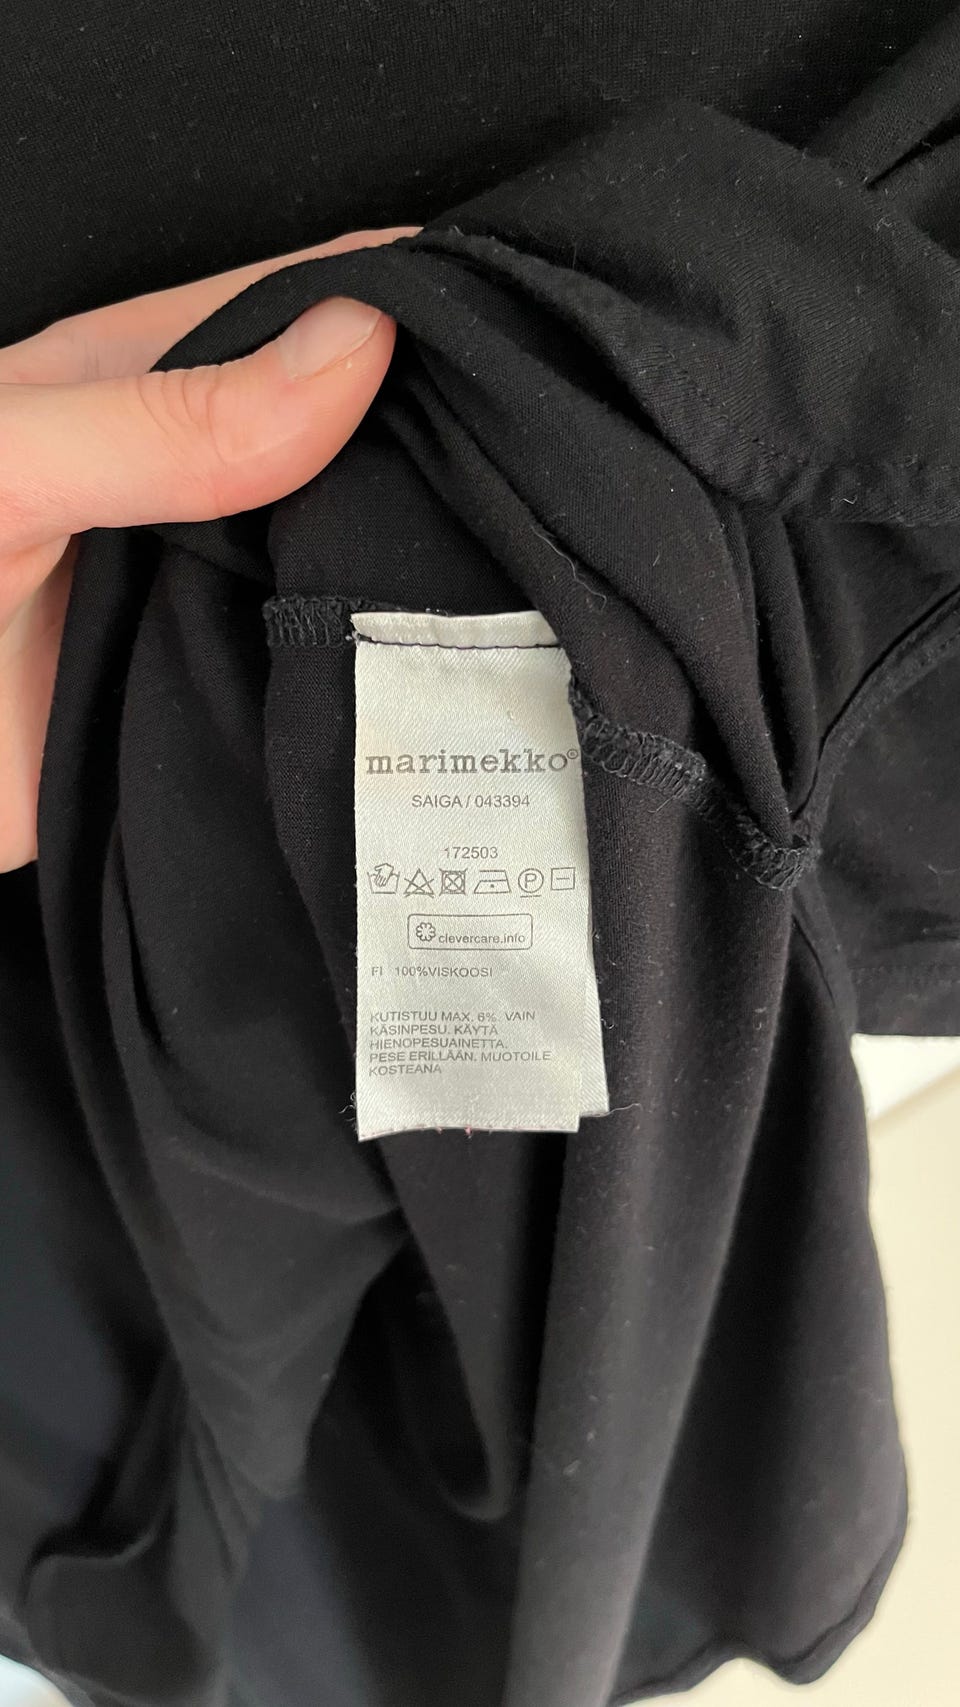 marimekko®
SAIGA / 043394
172503
P
clevercare.info
FI 100%VISKOOSI
KUTISTUU MAX. 6%. VAIN
KÄSINPESU. KÄYTÄ
HIENOPESUAINETTA.
PESE ERILLÄÄN. MUOTOILE
KOSTEANA